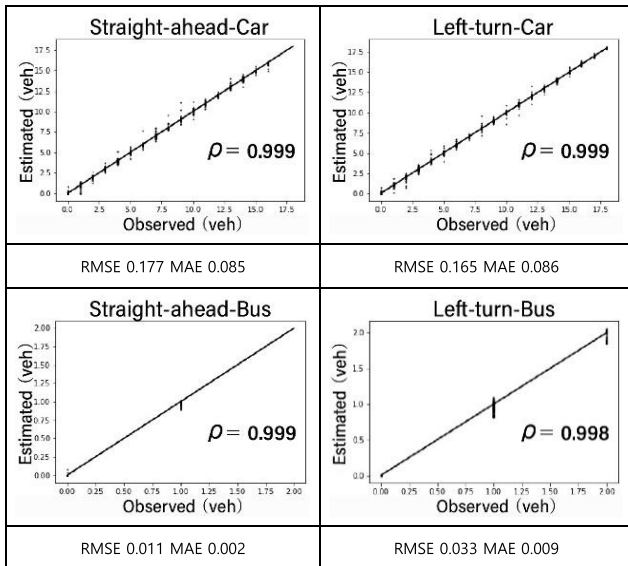 Straight-ahead-Car
Estimated (veh)
17.5
15.0
12.5
10.0
7.5
5.0
2.5
0.0
ρ = 0.999
0.0 2.5 5.0 7.5 10.0 12.5 15.0 17.5
Observed (veh)
Left-turn-Car
Estimated (veh)
17.5
15.0
12.5
10.0
7.5
5.0
2.5
0.0
ρ = 0.999
0.0 2.5 5.0 7.5 10.0 12.5 15.0 17.5
Observed (veh)
RMSE 0.177 MAE 0.085
RMSE 0.165 MAE 0.086
Straight-ahead-Bus
Estimated (veh)
2.00
1.75
1.50
1.25
1.00
0.75
0.50
0.25
0.00
ρ = 0.999
0.00 0.25 0.50 0.75 1.00 1.25 1.50 1.75 2.00
Observed (veh)
Left-turn-Bus
Estimated (veh)
2.0
1.5
1.0
0.5
0.0
ρ = 0.998
0.00 0.25 0.50 0.75 1.00 1.25 1.50 1.75 2.00
Observed (veh)
RMSE 0.011 MAE 0.002
RMSE 0.033 MAE 0.009